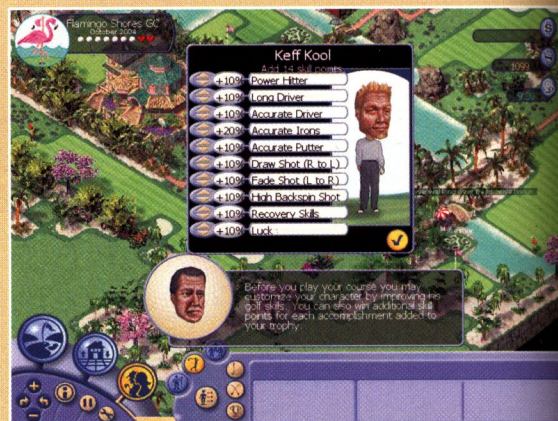 Flamingo Shores GC
October 2004
Keff Kool
Add 14 skill points
+10% Power Hitter
+10% Long Driver
+10% Accurate Driver
+20% Accurate Irons
+10% Accurate Putter
+10% Draw Shot (R to L)
+10% Fade Shot (L to R)
+10% High Backspin Shot
+10% Recovery Skills
+10% Luck
Before you play your course you may
customize your character by improving his
golf skills. You can also win additional skill
points for each accomplishment added to
your trophy.